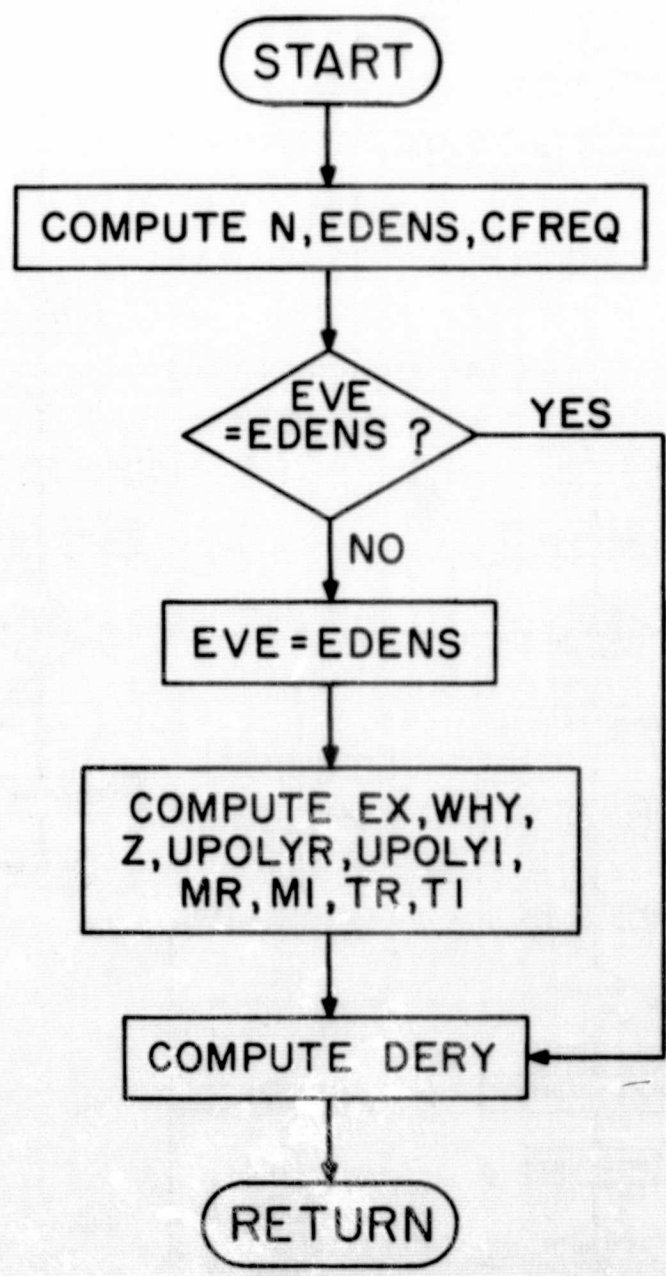 START
COMPUTE N,EDENS,CFREQ
EVE
=EDENS ?
YES
NO
EVE=EDENS
COMPUTE EX,WHY,
Z,UPOLYR,UPOLYI,
MR,MI,TR,TI
COMPUTE DERY
RETURN